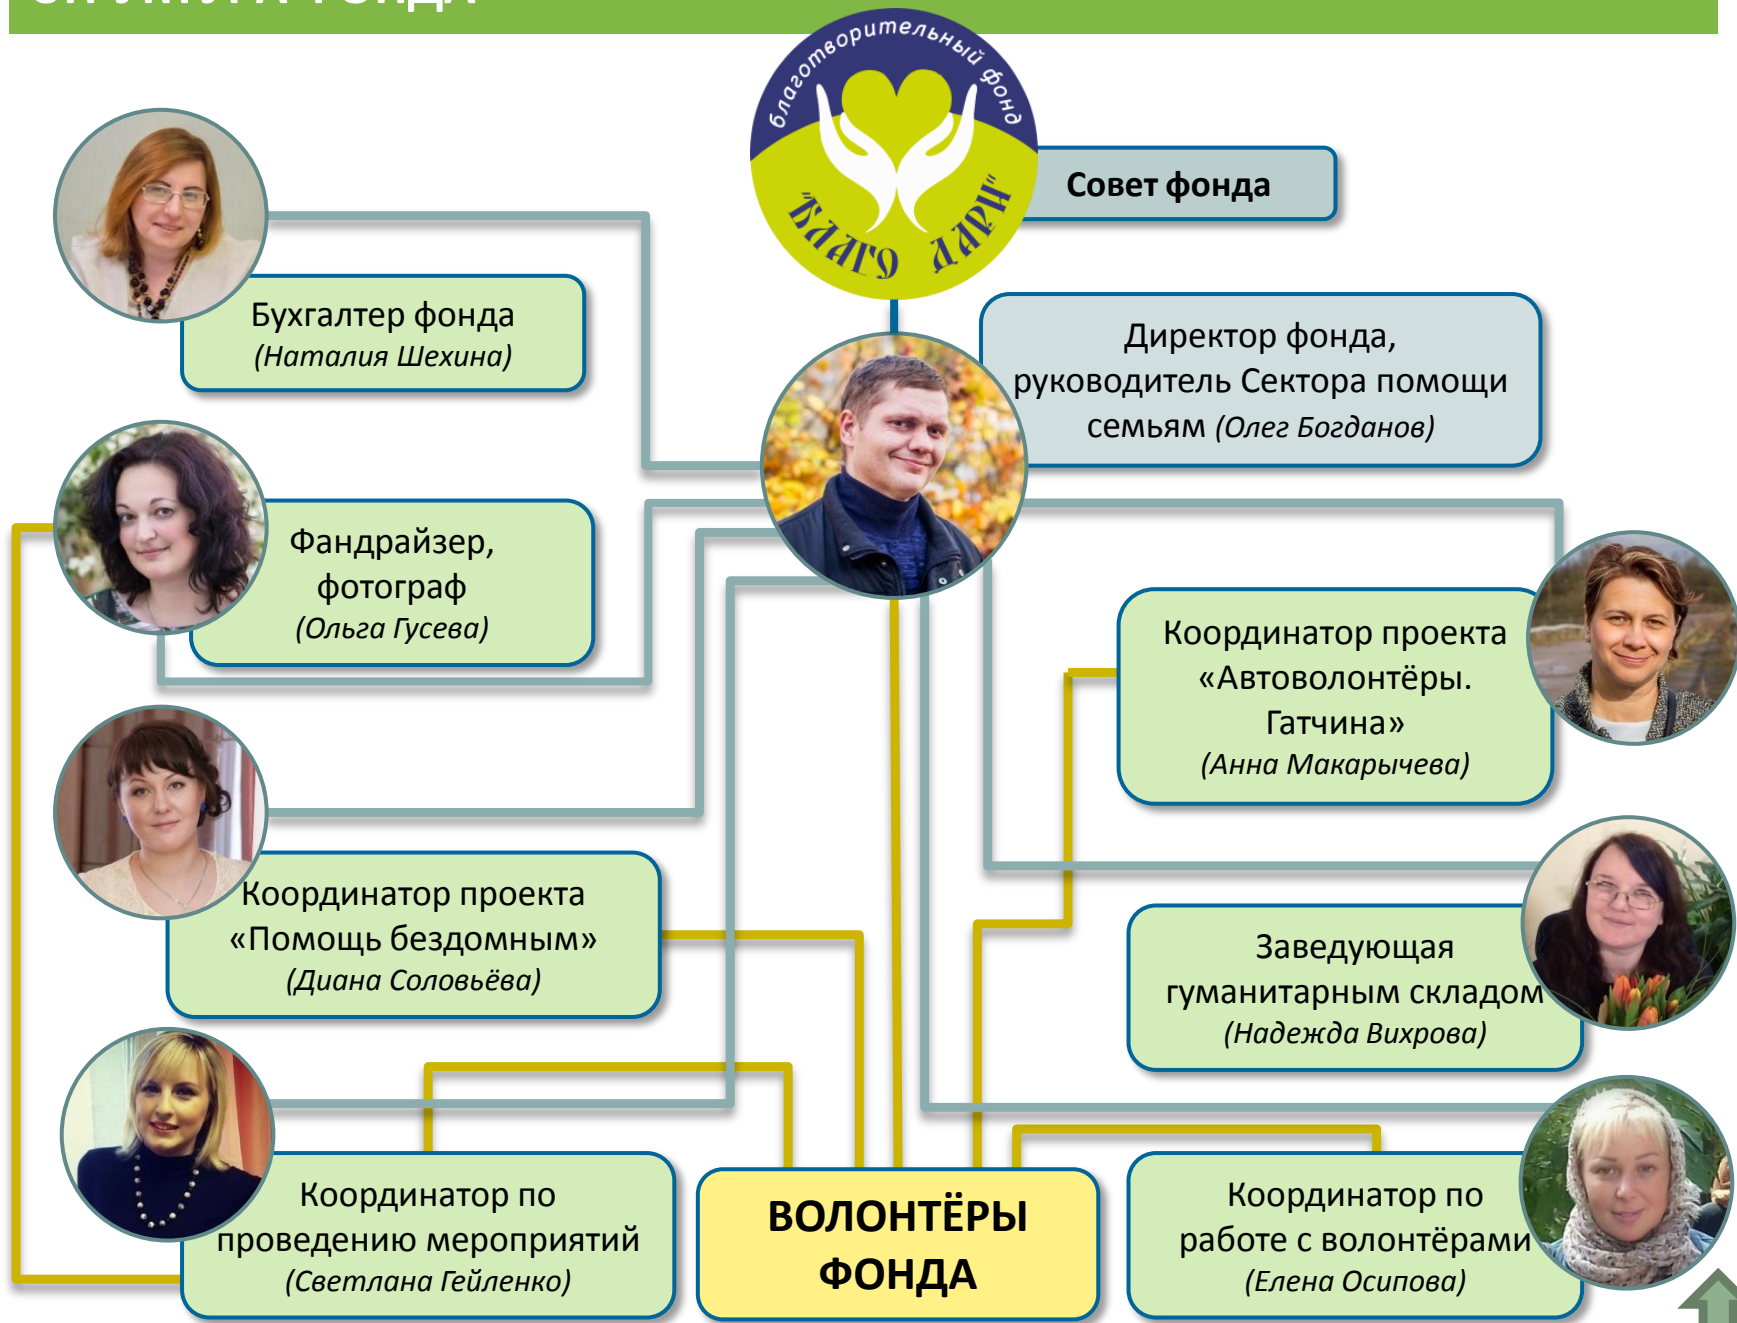 СТРУКТУРА ФОНДА
благотворительный фонд
"БЛАГО ДАРИ"
Совет фонда
Бухгалтер фонда
(Наталия Шехина)
Директор фонда,
руководитель Сектора помощи
семьям (Олег Богданов)
Фандрайзер,
фотограф
(Ольга Гусева)
Координатор проекта
«Автоволонтёры.
Гатчина»
(Анна Макарычева)
Координатор проекта
«Помощь бездомным»
(Диана Соловьёва)
Заведующая
гуманитарным складом
(Надежда Вихрова)
Координатор по
проведению мероприятий
(Светлана Гейленко)
ВОЛОНТЁРЫ
ФОНДА
Координатор по
работе с волонтёрами
(Елена Осипова)